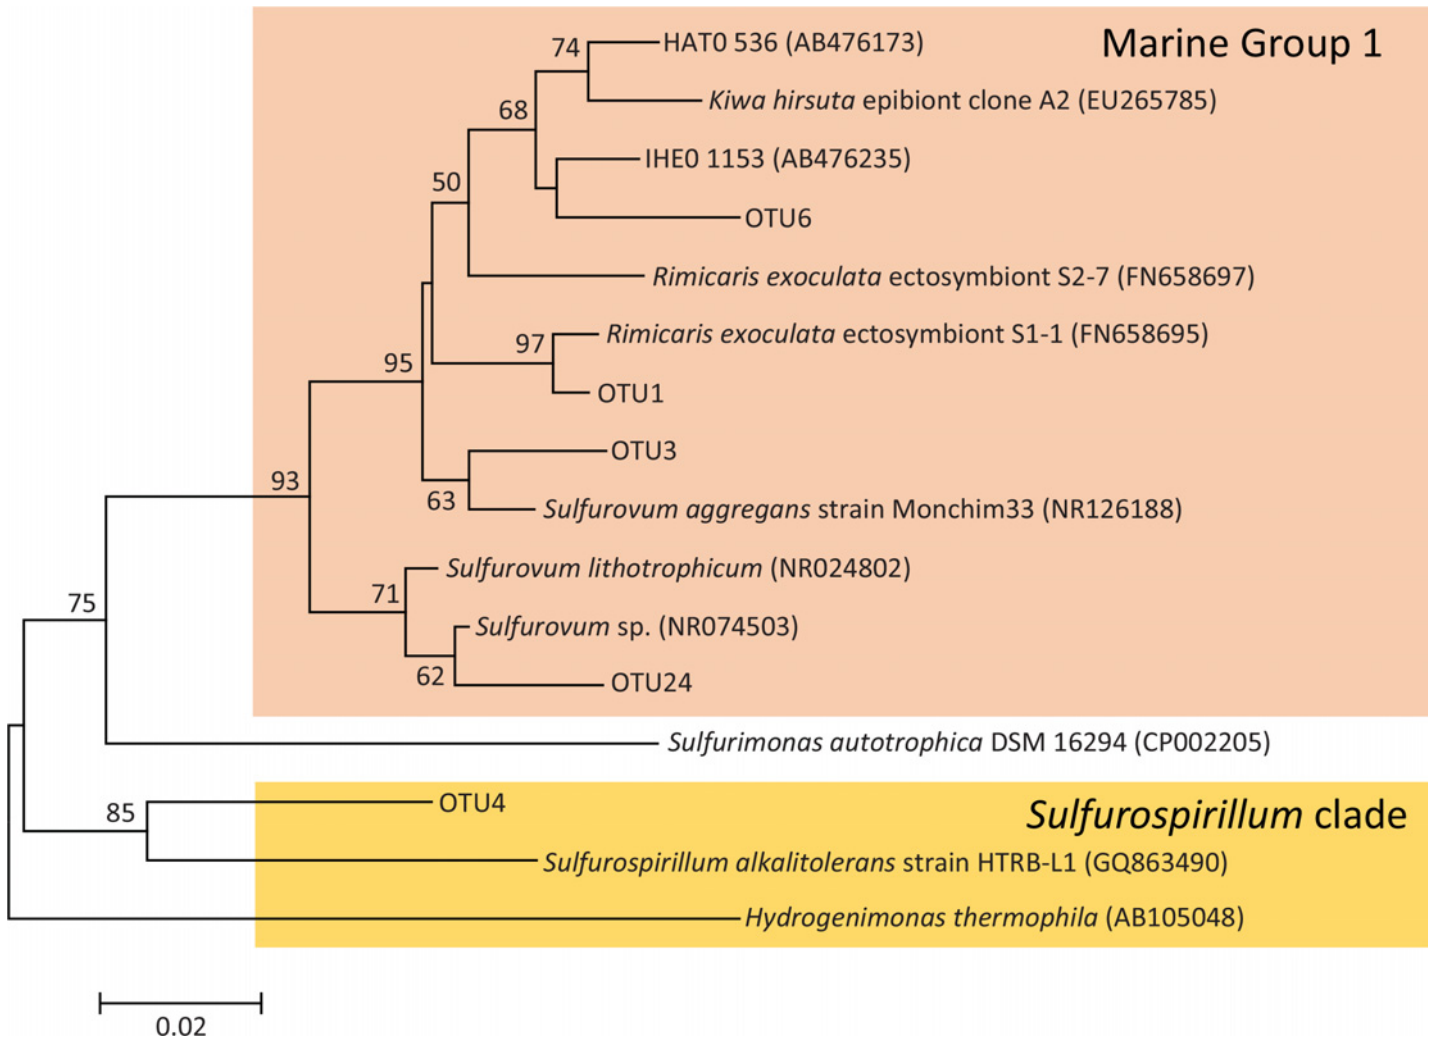 Marine Group 1
74
HAT0 536 (AB476173)
Kiwa hirsuta epibiont clone A2 (EU265785)
68
IHE0 1153 (AB476235)
50
OTU6
Rimicaris exoculata ectosymbiont S2-7 (FN658697)
97
Rimicaris exoculata ectosymbiont S1-1 (FN658695)
95
OTU1
OTU3
93
63
Sulfurovum aggregans strain Monchim33 (NR126188)
Sulfurovum lithotrophicum (NR024802)
71
75
Sulfurovum sp. (NR074503)
62
OTU24
Sulfurimonas autotrophica DSM 16294 (CP002205)
85
OTU4
Sulfurospirillum clade
Sulfurospirillum alkalitolerans strain HTRB-L1 (GQ863490)
Hydrogenimonas thermophila (AB105048)
0.02